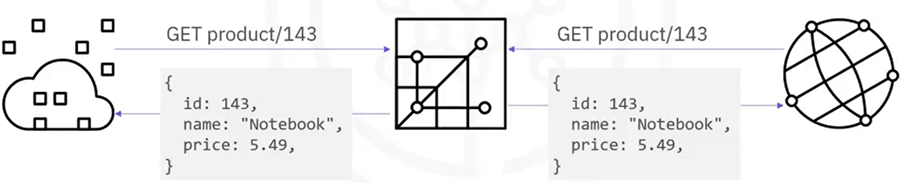 GET product/143
{
  id: 143,
  name: "Notebook",
  price: 5.49,
}
GET product/143
{
  id: 143,
  name: "Notebook",
  price: 5.49,
}